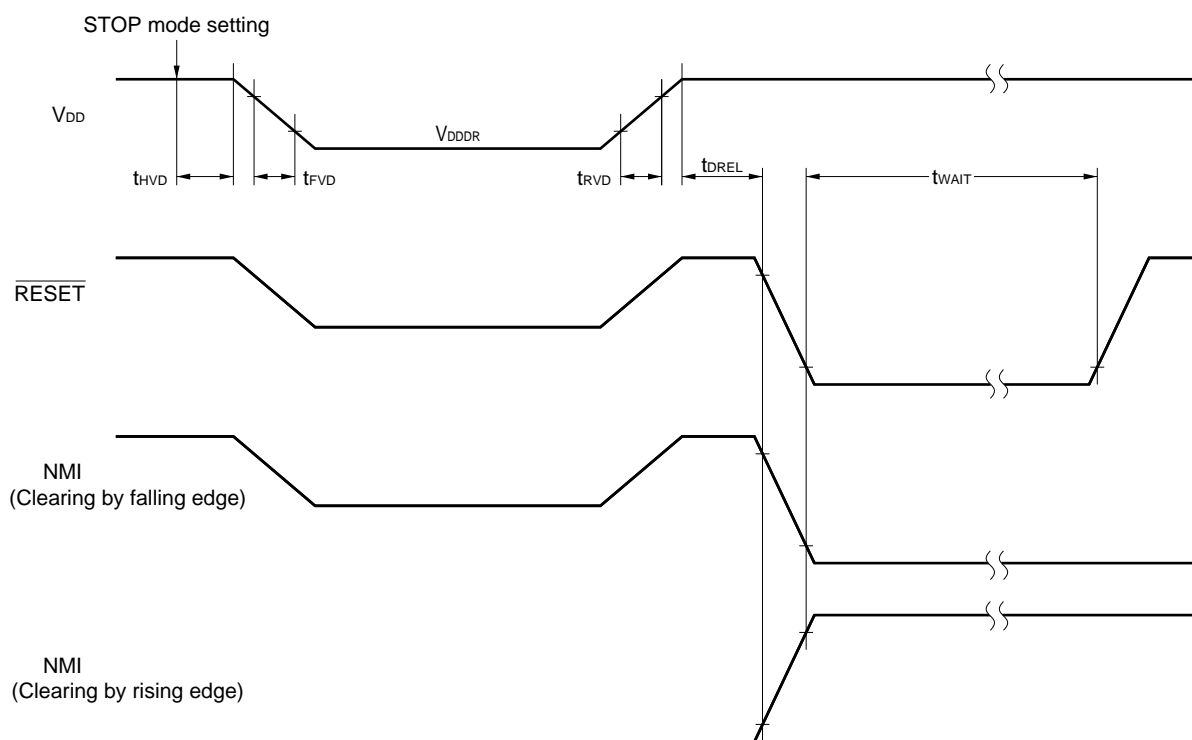 STOP mode setting
VDD
VDDDR
tHVD
tFVD
tRVD
tDREL
tWAIT
RESET
NMI
(Clearing by falling edge)
NMI
(Clearing by rising edge)